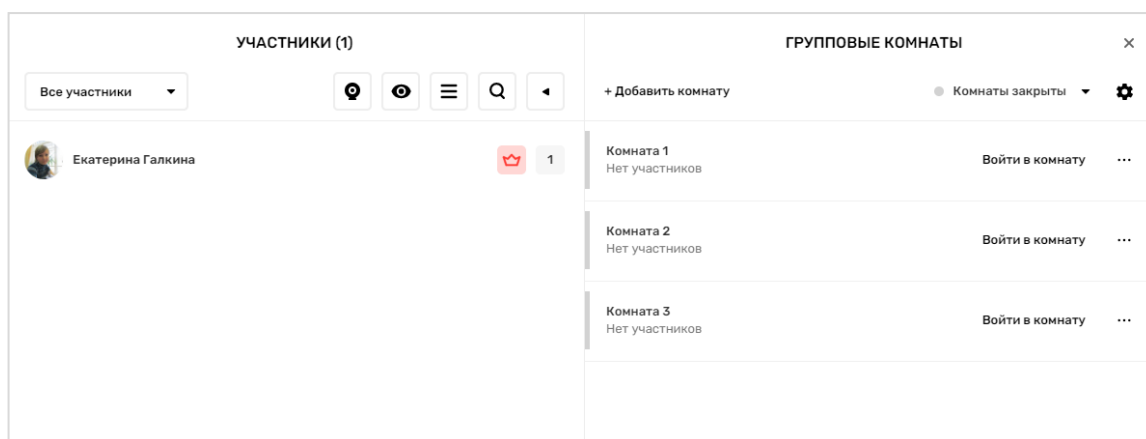 УЧАСТНИКИ (1)
Все участники
Екатерина Галкина
1
ГРУППОВЫЕ КОМНАТЫ
+ Добавить комнату
Комнаты закрыты
Комната 1
Нет участников
Войти в комнату
Комната 2
Нет участников
Войти в комнату
Комната 3
Нет участников
Войти в комнату